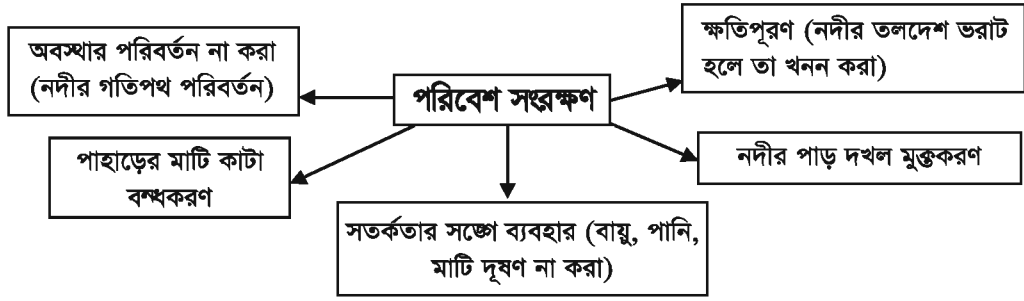 অবস্থার পরিবর্তন না করা
(নদীর গতিপথ পরিবর্তন)
পরিবেশ সংরক্ষণ
ক্ষতিপূরণ (নদীর তলদেশ ভরাট
হলে তা খনন করা)
পাহাড়ের মাটি কাটা
বন্ধকরণ
নদীর পাড় দখল মুক্তকরণ
সতর্কতার সঙ্গে ব্যবহার (বায়ু, পানি,
মাটি দূষণ না করা)